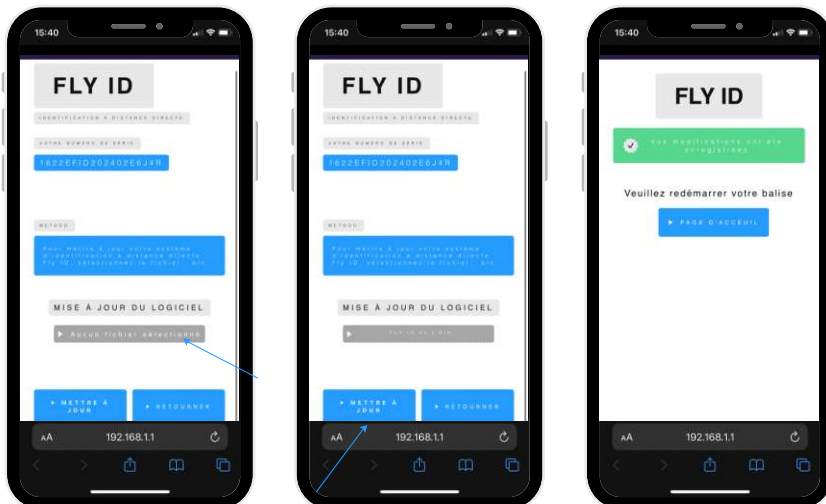 15:40
FLY ID
IDENTIFICATION À DISTANCE DIRECTE
VOTRE NUMÉRO DE SÉRIE
1622EFID202402E6J4R
METHOD
Pour mettre à jour votre système
d'identification à distance directe
Fly ID, sélectionnez le fichier .bin
MISE À JOUR DU LOGICIEL
Aucun fichier sélectionné
METTRE À
JOUR
RETOURNER
AA 192.168.1.1
15:40
FLY ID
IDENTIFICATION À DISTANCE DIRECTE
VOTRE NUMÉRO DE SÉRIE
1622EFID202402E6J4R
METHOD
Pour mettre à jour votre système
d'identification à distance directe
Fly ID, sélectionnez le fichier .bin
MISE À JOUR DU LOGICIEL
METTRE À
JOUR
RETOURNER
AA 192.168.1.1
15:40
FLY ID
Vos modifications ont été
enregistrées
Veuillez redémarrer votre balise
PAGE D'ACCEUIL
AA 192.168.1.1